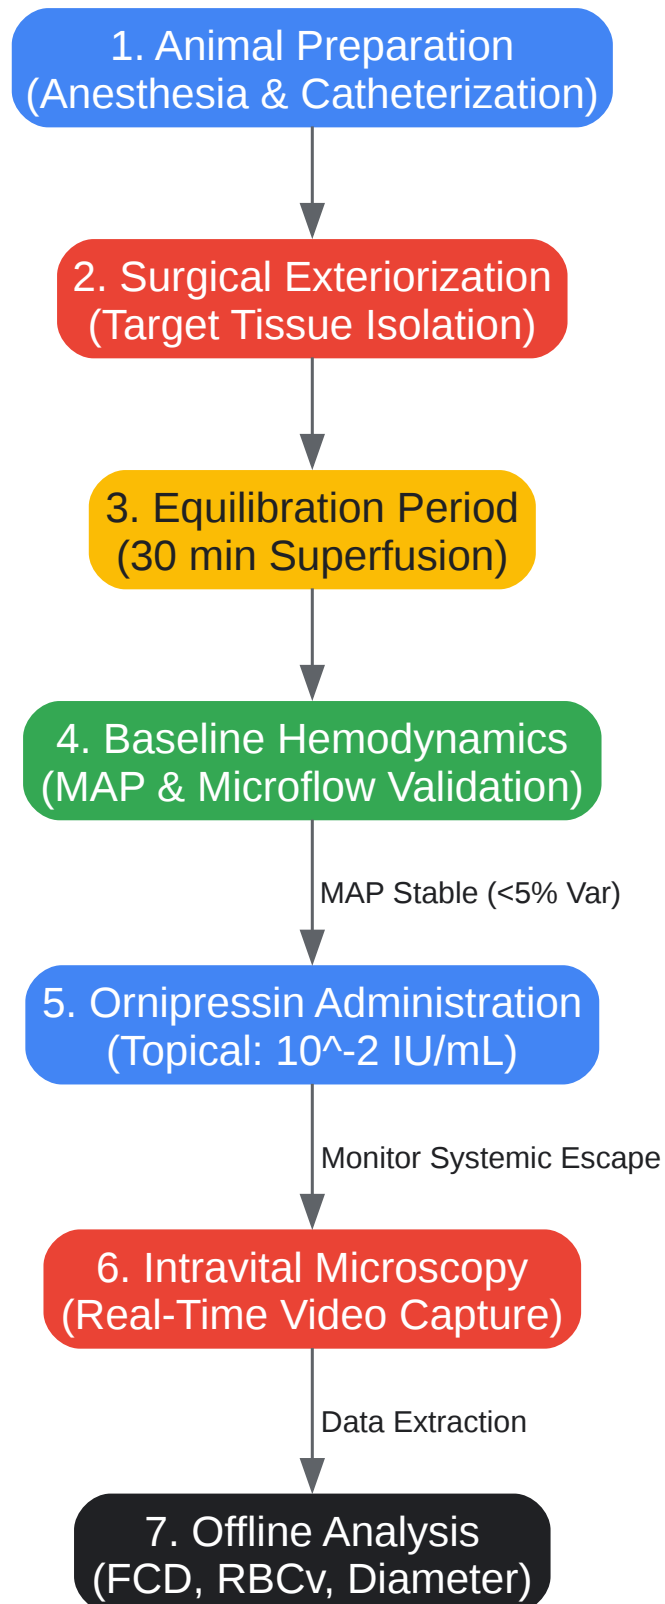 1. Animal Preparation
(Anesthesia & Catheterization)
2. Surgical Exteriorization
(Target Tissue Isolation)
3. Equilibration Period
(30 min Superfusion)
4. Baseline Hemodynamics
(MAP & Microflow Validation)
MAP Stable (<5% Var)
5. Ornipressin Administration
(Topical: 10^-2 IU/mL)
Monitor Systemic Escape
6. Intravital Microscopy
(Real-Time Video Capture)
Data Extraction
7. Offline Analysis
(FCD, RBCv, Diameter)